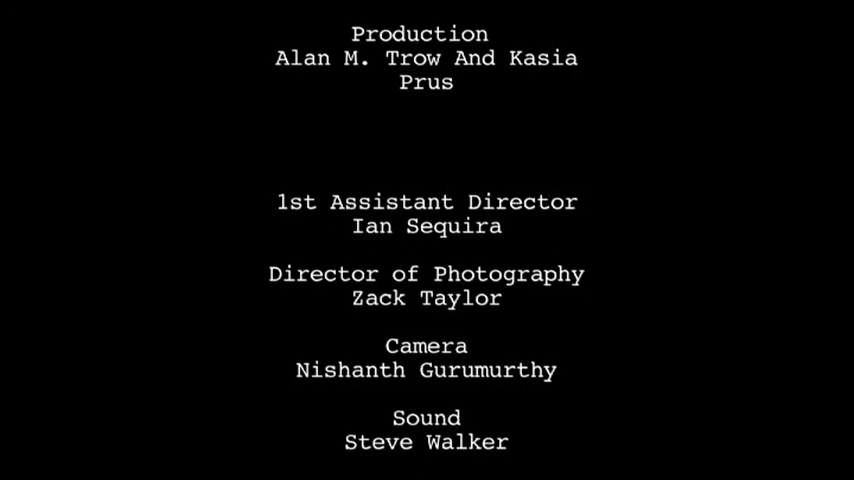 Production
Alan M. Trow And Kasia
Prus
1st Assistant Director
Ian Sequira
Director of Photography
Zack Taylor
Camera
Nishanth Gurumurthy
Sound
Steve Walker